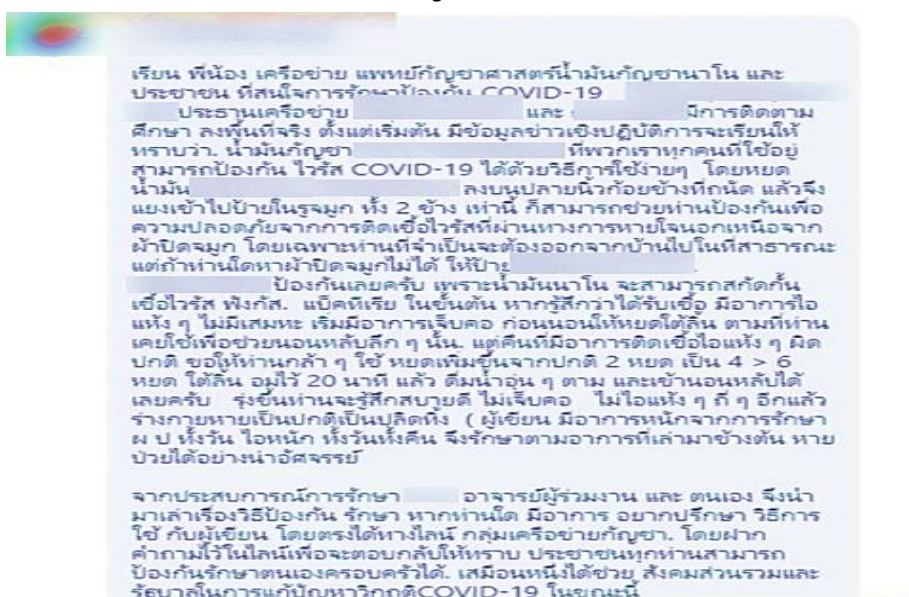 เรียน พี่น้อง เครือข่าย แพทย์กัญชาศาสตร์น้ำมันกัญชานาโน และ
ประชาชน ที่สนใจการรักษาป้องกัน COVID-19
ประธานเครือข่าย และ มีการติดตาม
ศึกษา ลงพื้นที่จริง ตั้งแต่เริ่มต้น มีข้อมูลข่าวเชิงปฏิบัติการจะเรียนให้
ทราบว่า. น้ำมันกัญชา ที่พวกเราทุกคนที่ใช้อยู่
สามารถป้องกัน ไวรัส COVID-19 ได้ด้วยวิธีการใช้ง่ายๆ โดยหยด
น้ำมัน ลงบนปลายนิ้วก้อยข้างที่ถนัด แล้วจึง
แยงเข้าไปป้ายในรูจมูก ทั้ง 2 ข้าง เท่านี้ ก็สามารถช่วยท่านป้องกันเพื่อ
ความปลอดภัยจากการติดเชื้อไวรัสที่ผ่านทางการหายใจนอกเหนือจาก
ผ้าปิดจมูก โดยเฉพาะท่านที่จำเป็นจะต้องออกจากบ้านไปในที่สาธารณะ
แต่ถ้าท่านใดหาผ้าปิดจมูกไม่ได้ ให้ป้าย
ป้องกันเลยครับ เพราะน้ำมันนาโน จะสามารถสกัดกั้น
เชื้อไวรัส ฟังกัส. แบ็คทีเรีย ในขั้นต้น หากรู้สึกว่าได้รับเชื้อ มีอาการไอ
แห้ง ๆ ไม่มีเสมหะ เริ่มมีอาการเจ็บคอ ก่อนนอนให้หยดใต้ลิ้น ตามที่ท่าน
เคยใช้เพื่อช่วยนอนหลับลึก ๆ นั้น. แต่คืนที่มีอาการติดเชื้อไอแห้ง ๆ ผิด
ปกติ ขอให้ท่านกล้า ๆ ใช้ หยดเพิ่มขึ้นจากปกติ 2 หยด เป็น 4 > 6
หยด ใต้ลิ้น อมไว้ 20 นาที แล้ว ดื่มน้ำอุ่น ๆ ตาม และเข้านอนหลับได้
เลยครับ รุ่งขึ้นท่านจะรู้สึกสบายดี ไม่เจ็บคอ ไม่ไอแห้ง ๆ ถี่ ๆ อีกแล้ว
ร่างกายหายเป็นปกติเป็นปลิดทิ้ง ( ผู้เขียน มีอาการหนักจากการรักษา
ผ ป ทั้งวัน ไอหนัก ทั้งวันทั้งคืน จึงรักษาตามอาการที่เล่ามาข้างต้น หาย
ป่วยได้อย่างน่าอัศจรรย์
จากประสบการณ์การรักษา อาจารย์ผู้ร่วมงาน และ ตนเอง จึงนำ
มาเล่าเรื่องวิธีป้องกัน รักษา หากท่านใด มีอาการ อยากปรึกษา วิธีการ
ใช้ กับผู้เขียน โดยตรงได้ทางไลน์ กลุ่มเครือข่ายกัญชา. โดยฝาก
คำถามไว้ในไลน์เพื่อจะตอบกลับให้ทราบ ประชาชนทุกท่านสามารถ
ป้องกันรักษาตนเองครอบครัวได้. เสมือนหนึ่งได้ช่วย สังคมส่วนรวมและ
รัฐบาลในการแก้ปัญหาวิกฤติCOVID-19 ในขณะนี้